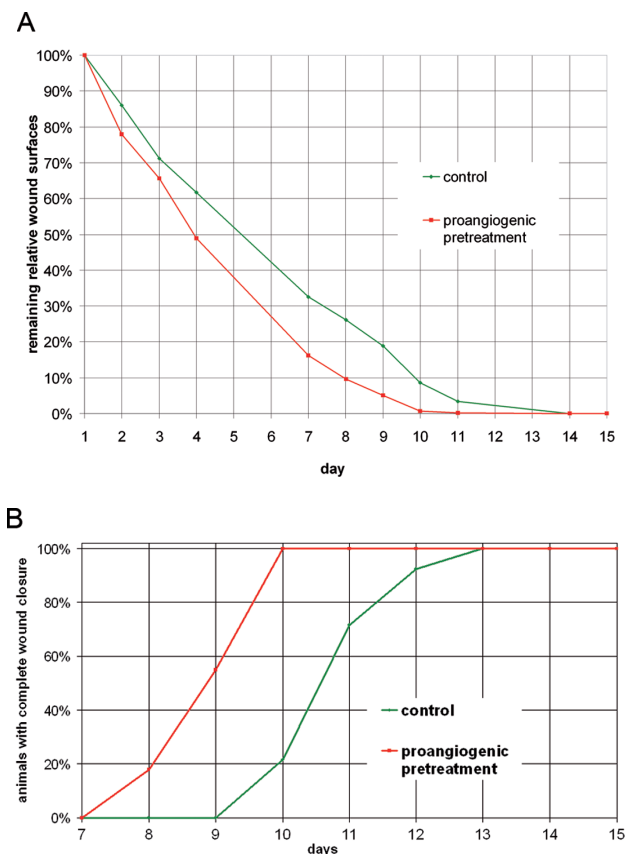 A
100%
90%
80%
70%
60%
50%
40%
30%
20%
10%
0%
remaining relative wound surfaces
control
proangiogenic
pretreatment
1 2 3 4 5 6 7 8 9 10 11 12 13 14 15
day
B
100%
80%
60%
40%
20%
0%
animals with complete wound closure
control
proangiogenic
pretreatment
7 8 9 10 11 12 13 14 15
days